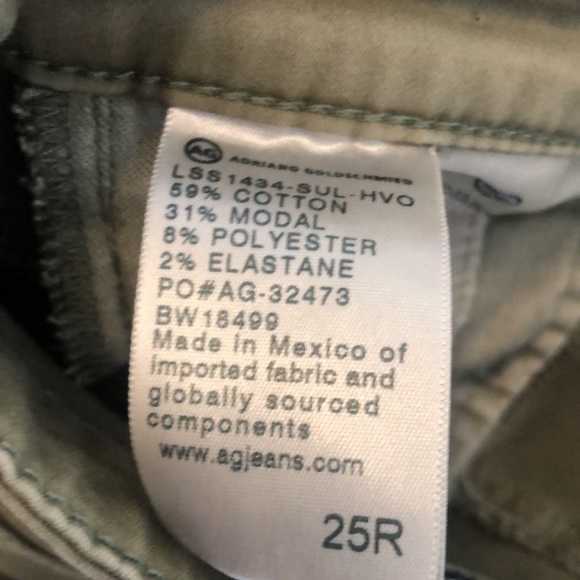 AG ADRIANO GOLDSCHMIED
LSS1434-SUL-HVO
59% COTTON
31% MODAL
8% POLYESTER
2% ELASTANE
PO#AG-32473
BW18499
Made in Mexico of
imported fabric and
globally sourced
components
www.agjeans.com
25R